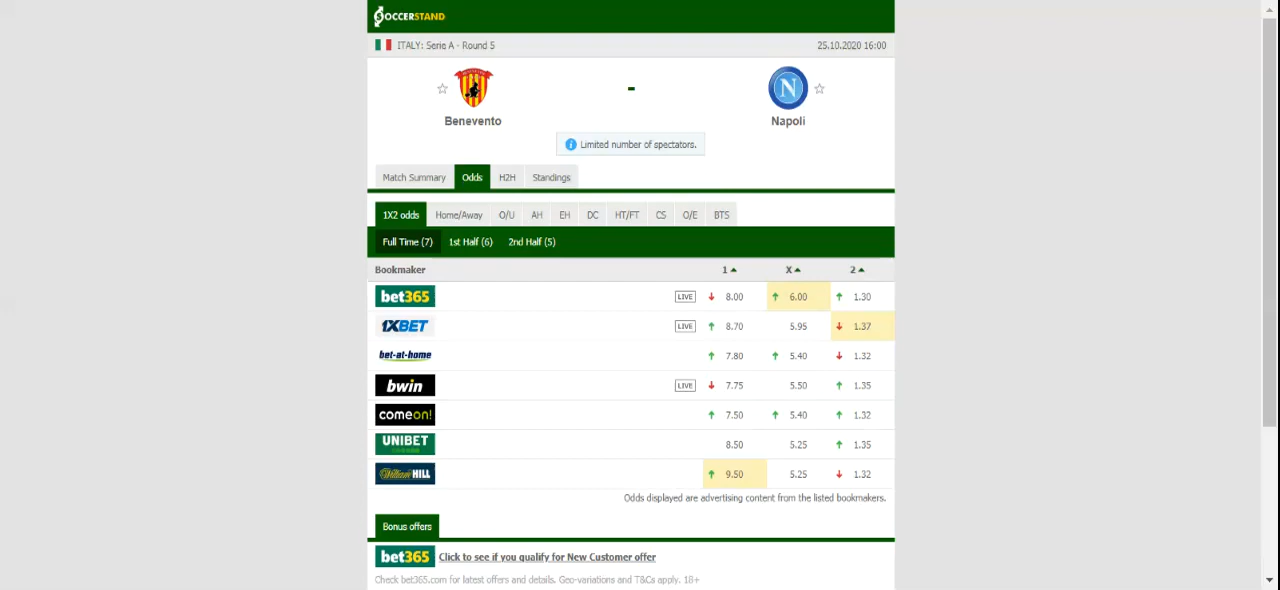 SOCCERSTAND
ITALY: Serie A - Round 5 25.10.2020 16:00
N
-
Benevento Napoli
Limited number of spectators.
Match Summary Odds H2H Standings
1X2 odds Home/Away O/U AH EH DC HT/FT CS O/E BTS
Full Time (7) 1st Half (6) 2nd Half (5)
Bookmaker 1 X 2
bet365 LIVE 8.00 6.00 1.30
1XBET LIVE 8.70 5.95 1.37
bet-at-home 7.80 5.40 1.32
bwin LIVE 7.75 5.50 1.35
comeon! 7.50 5.40 1.32
UNIBET 8.50 5.25 1.35
William HILL 9.50 5.25 1.32
Odds displayed are advertising content from the listed bookmakers.
Bonus offers
bet365 Click to see if you qualify for New Customer offer
Check bet365.com for latest offers and details. Geo-variations and T&Cs apply. 18+